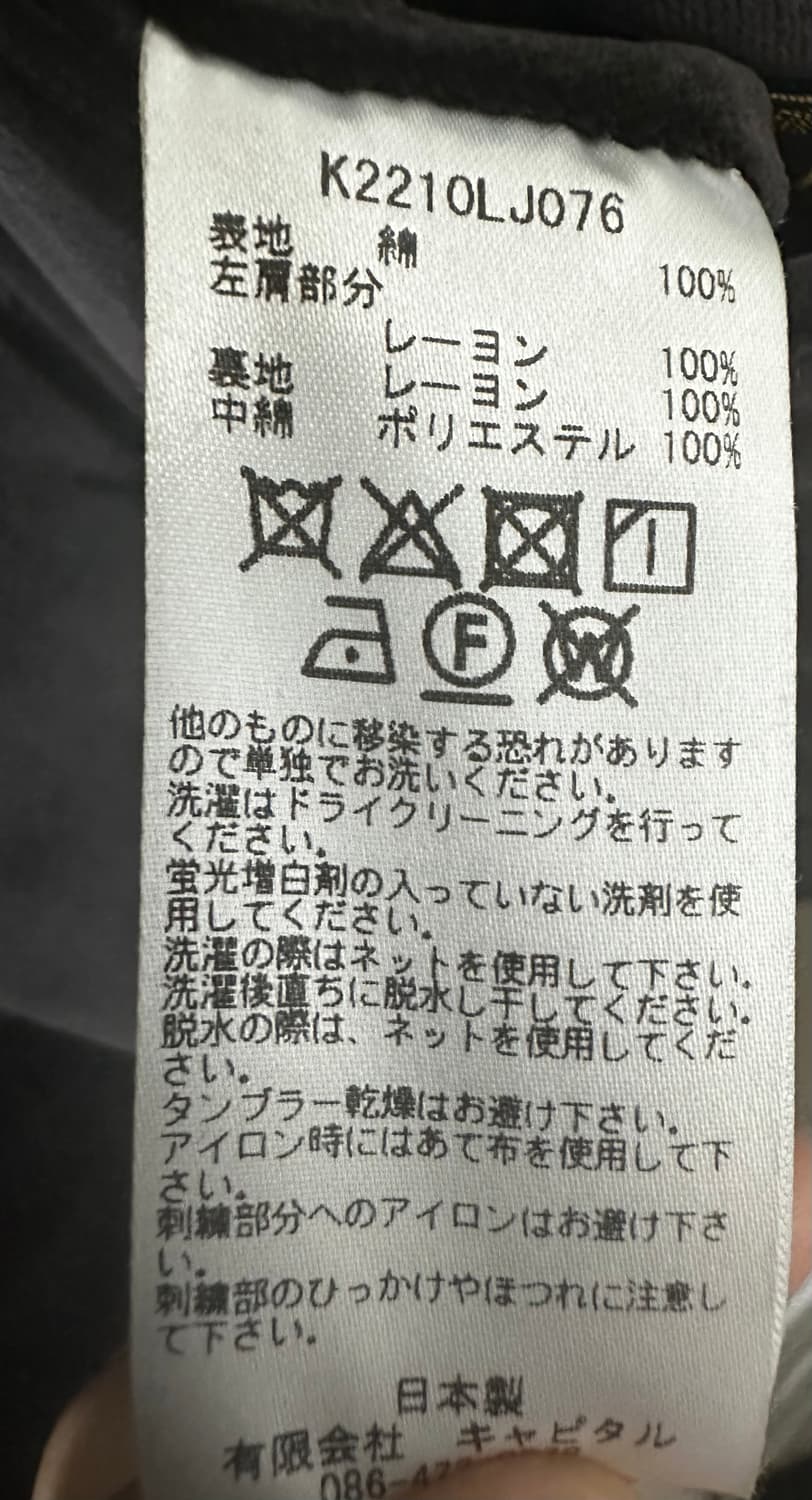 K2210LJ076
表地 綿 100%
左肩部分
レーヨン 100%
裏地 レーヨン 100%
中綿 ポリエステル 100%
F W
他のものに移染する恐れがあります
ので単独でお洗いください。
洗濯はドライクリーニングを行って
ください。
蛍光増白剤の入っていない洗剤を使
用してください。
洗濯の際はネットを使用して下さい。
洗濯後直ちに脱水し干してください。
脱水の際は、ネットを使用してくだ
さい。
タンブラー乾燥はお避け下さい。
アイロン時にはあて布を使用して下
さい。
刺繍部分へのアイロンはお避け下さ
い。
刺繍部のひっかけやほつれに注意し
て下さい。
日本製
有限会社 キャピタル
086-47